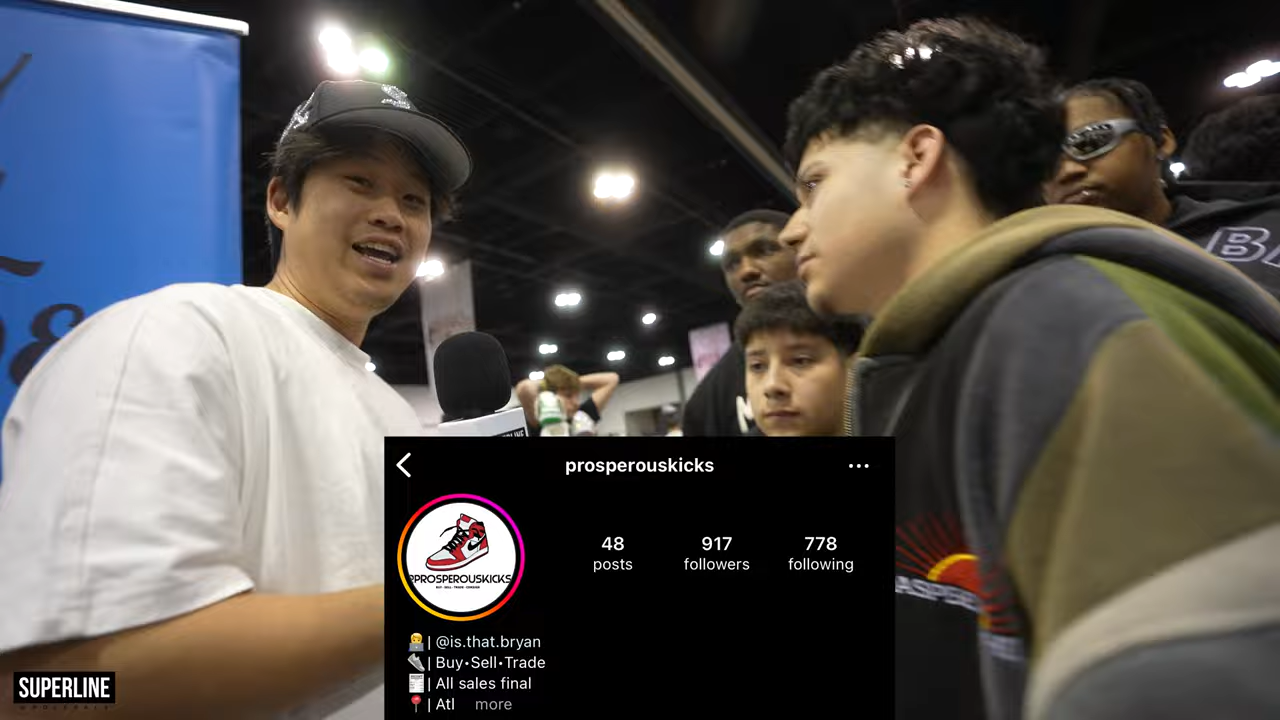 prosperouskicks
48
917
778
posts
followers
following
PROSPEROUSKICKS
| @is.that.bryan
| Buy•Sell•Trade
| All sales final
| Atl more
SUPERLINE